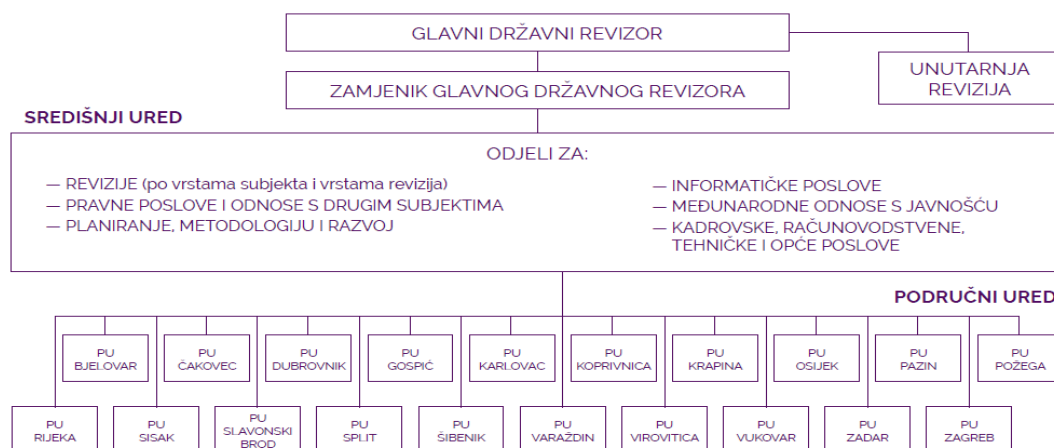 GLAVNI DRŽAVNI REVIZOR
UNUTARNJA
REVIZIJA
ZAMJENIK GLAVNOG DRŽAVNOG REVIZORA
SREDIŠNJI URED
ODJELI ZA:
— REVIZIJE (po vrstama subjekta i vrstama revizija)
— PRAVNE POSLOVE I ODNOSE S DRUGIM SUBJEKTIMA
— PLANIRANJE, METODOLOGIJU I RAZVOJ
— INFORMATIČKE POSLOVE
— MEĐUNARODNE ODNOSE S JAVNOŠĆU
— KADROVSKE, RAČUNOVODSTVENE,
TEHNIČKE I OPĆE POSLOVE
PODRUČNI URED
PU
BJELOVAR
PU
ČAKOVEC
PU
DUBROVNIK
PU
GOSPIĆ
PU
KARLOVAC
PU
KOPRIVNICA
PU
KRAPINA
PU
OSIJEK
PU
PAZIN
PU
POŽEGA
PU
RIJEKA
PU
SISAK
PU
SLAVONSKI
BROD
PU
SPLIT
PU
ŠIBENIK
PU
VARAŽDIN
PU
VIROVITICA
PU
VUKOVAR
PU
ZADAR
PU
ZAGREB